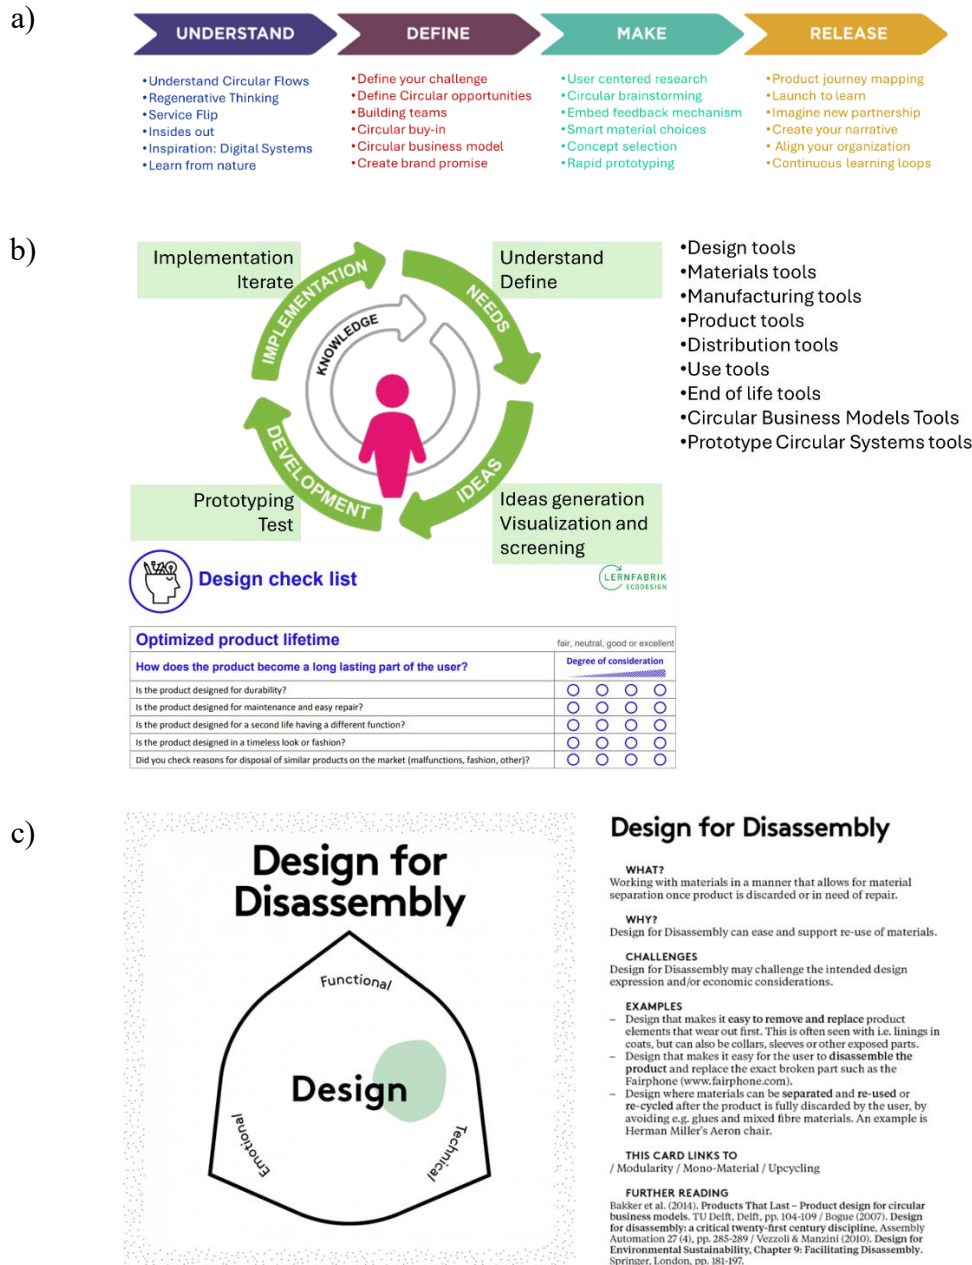 a)
UNDERSTAND
DEFINE
MAKE
RELEASE
•Understand Circular Flows
•Regenerative Thinking
•Service Flip
•Insides out
•Inspiration: Digital Systems
•Learn from nature
•Define your challenge
•Define Circular opportunities
•Building teams
•Circular buy-in
•Circular business model
•Create brand promise
•User centered research
•Circular brainstorming
•Embed feedback mechanism
•Smart material choices
•Concept selection
•Rapid prototyping
•Product journey mapping
•Launch to learn
•Imagine new partnership
•Create your narrative
•Align your organization
•Continuous learning loops
b)
Implementation
Iterate
Understand
Define
IMPLEMENTATION
NEEDS
KNOWLEDGE
DEVELOPMENT
IDEAS
Prototyping
Test
Ideas generation
Visualization and
screening
•Design tools
•Materials tools
•Manufacturing tools
•Product tools
•Distribution tools
•Use tools
•End of life tools
•Circular Business Models Tools
•Prototype Circular Systems tools
Design check list
LERNFABRIK
ECODESIGN
Optimized product lifetime
fair, neutral, good or excellent
How does the product become a long lasting part of the user?
Degree of consideration
Is the product designed for durability?
Is the product designed for maintenance and easy repair?
Is the product designed for a second life having a different function?
Is the product designed in a timeless look or fashion?
Did you check reasons for disposal of similar products on the market (malfunctions, fashion, other)?
c)
Design for
Disassembly
Functional
Design
Emotional
Technical
Design for Disassembly
WHAT?
Working with materials in a manner that allows for material
separation once product is discarded or in need of repair.
WHY?
Design for Disassembly can ease and support re-use of materials.
CHALLENGES
Design for Disassembly may challenge the intended design
expression and/or economic considerations.
EXAMPLES
– Design that makes it easy to remove and replace product
elements that wear out first. This is often seen with i.e. linings in
coats, but can also be collars, sleeves or other exposed parts.
– Design that makes it easy for the user to disassemble the
product and replace the exact broken part such as the
Fairphone (www.fairphone.com).
– Design where materials can be separated and re-used or
re-cycled after the product is fully discarded by the user, by
avoiding e.g. glues and mixed fibre materials. An example is
Herman Miller's Aeron chair.
THIS CARD LINKS TO
/ Modularity / Mono-Material / Upcycling
FURTHER READING
Bakker et al. (2014). Products That Last – Product design for circular
business models. TU Delft, Delft, pp. 104-109 / Bogue (2007). Design
for disassembly: a critical twenty-first century discipline, Assembly
Automation 27 (4), pp. 285-289 / Vezzoli & Manzini (2010). Design for
Environmental Sustainability, Chapter 9: Facilitating Disassembly.
Springer, London, pp. 181-197.